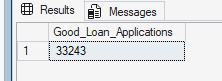 Results Messages
Good_Loan_Applications
1 33243